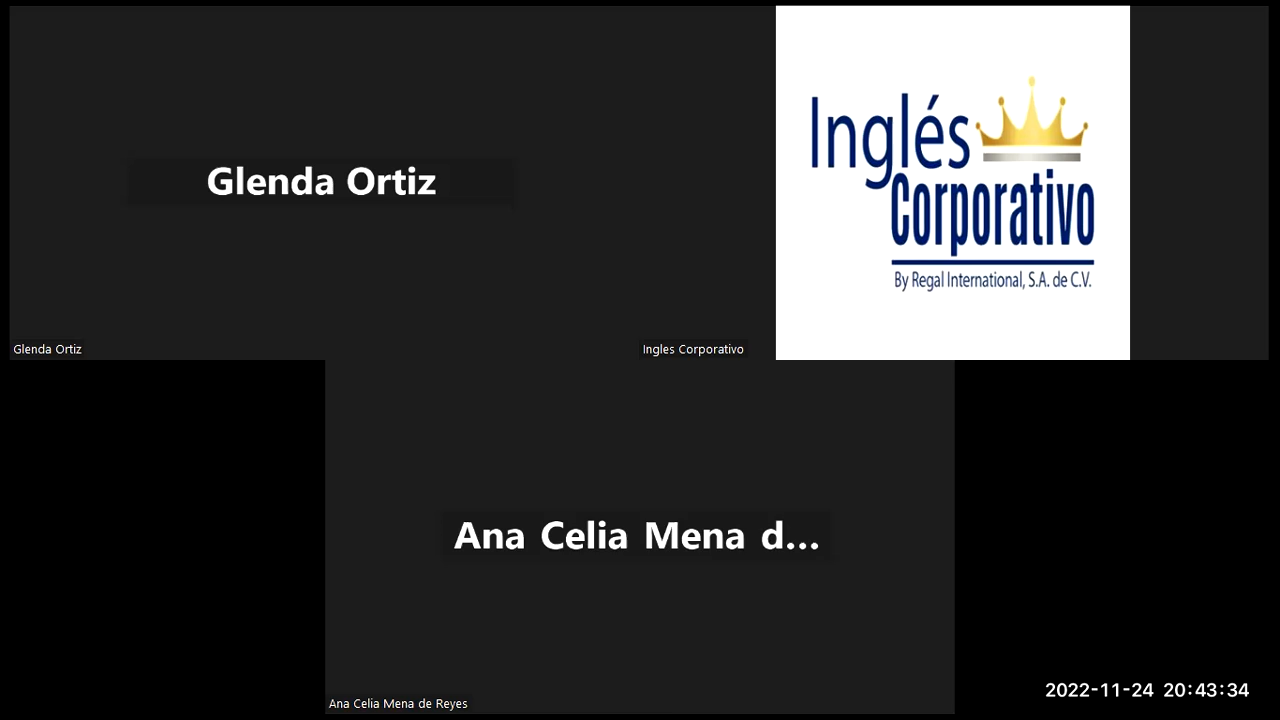 Glenda Ortiz
Glenda Ortiz
Inglés
Corporativo
By Regal International, S.A. de C.V.
Ingles Corporativo
Ana Celia Mena d...
Ana Celia Mena de Reyes
2022-11-24 20:43:34